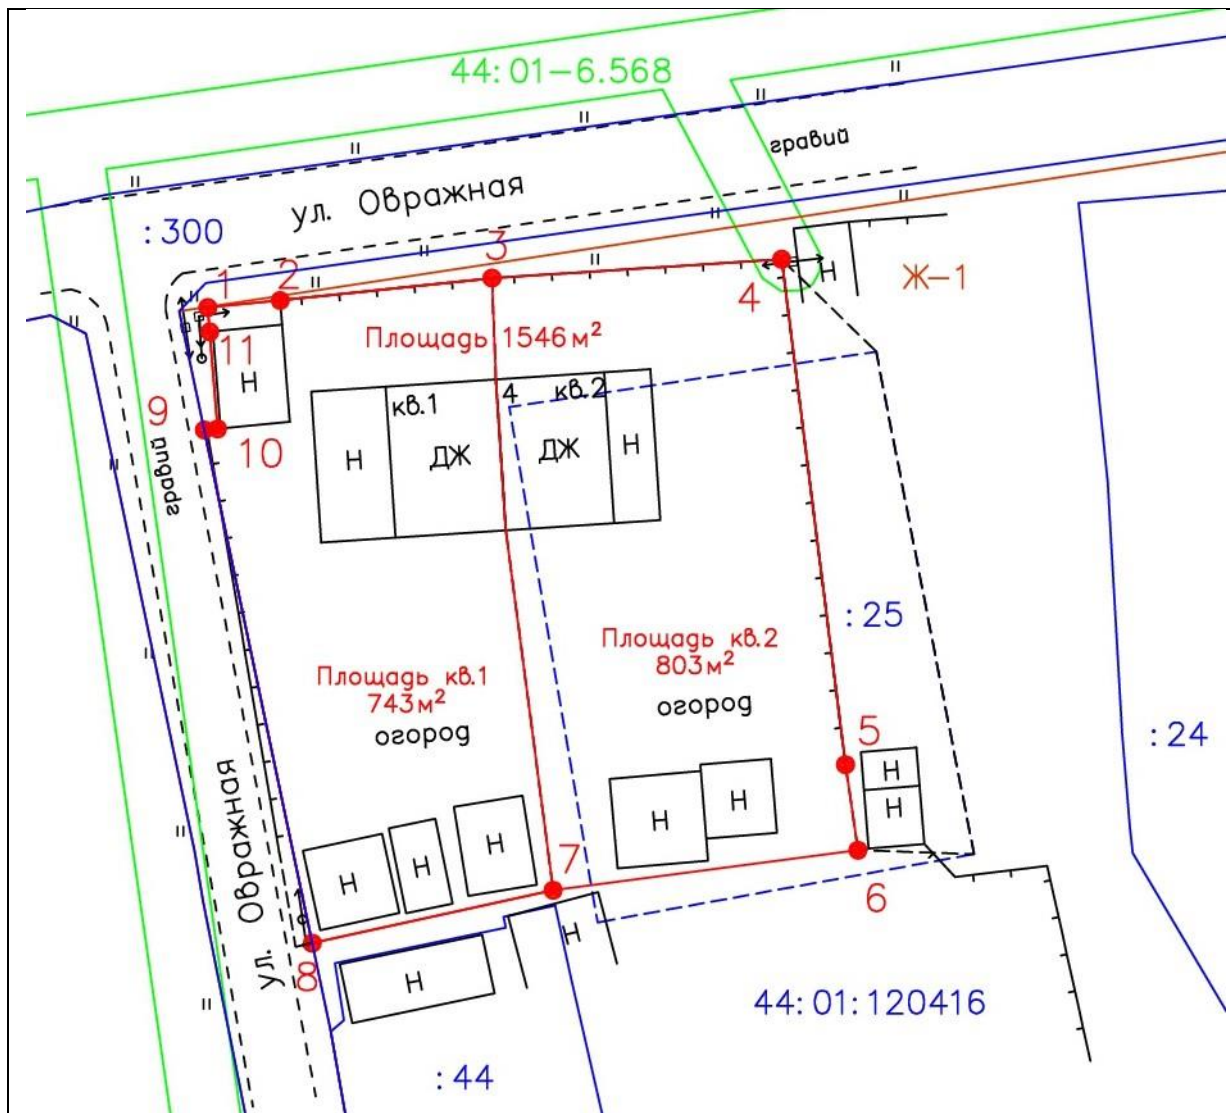 44:01-6.568
гравий
ул. Овражная
:300
1
2
3
4
Н
Ж-1
11
Площадь 1546м²
Н
9
10
гравий
кв.1
4
кв.2
Н
ДЖ
ДЖ
Н
:25
Площадь кв.2
803м²
огород
Площадь кв.1
743м²
огород
5
:24
Н
Н
Н
Н
ул. Овражная
Н
Н
Н
7
6
8
Н
Н
44:01:120416
:44